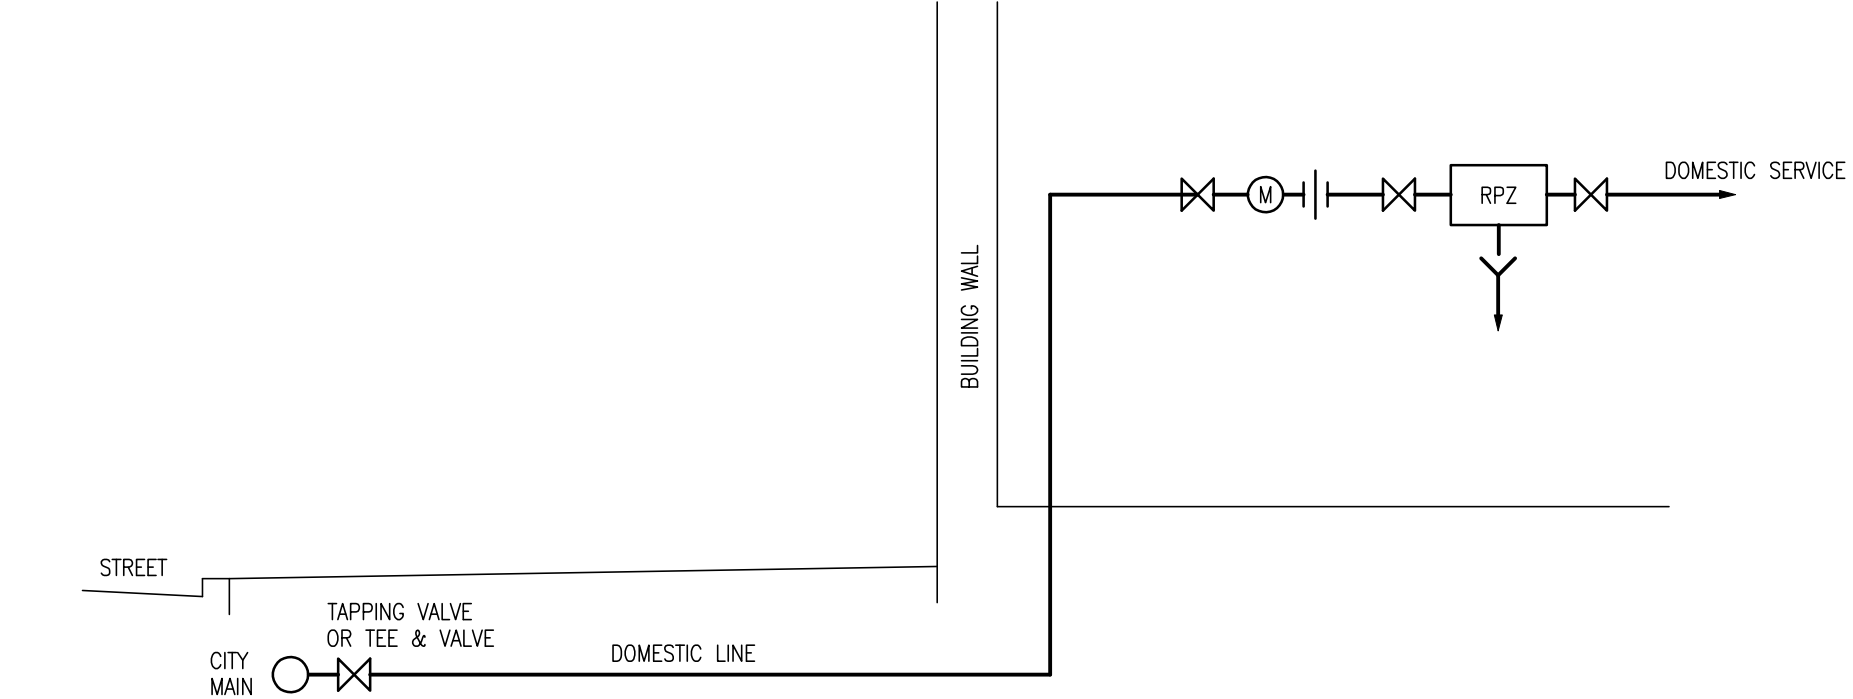 DOMESTIC SERVICE
M
RPZ
BUILDING WALL
STREET
TAPPING VALVE
OR TEE & VALVE
DOMESTIC LINE
CITY
MAIN